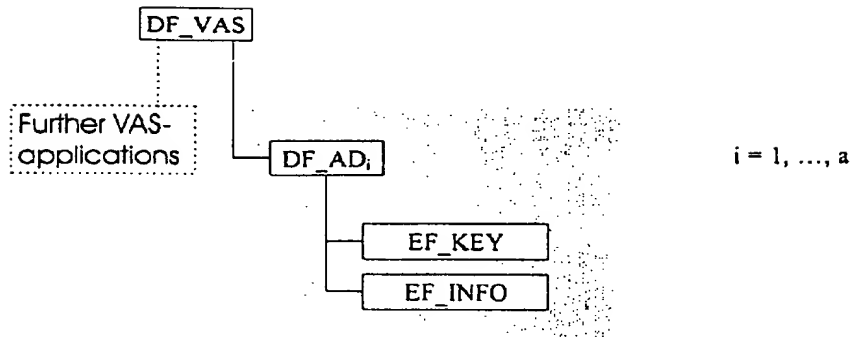 DF_VAS
Further VAS-
applications
DF_ADᵢ
i = 1, ..., a
EF_KEY
EF_INFO